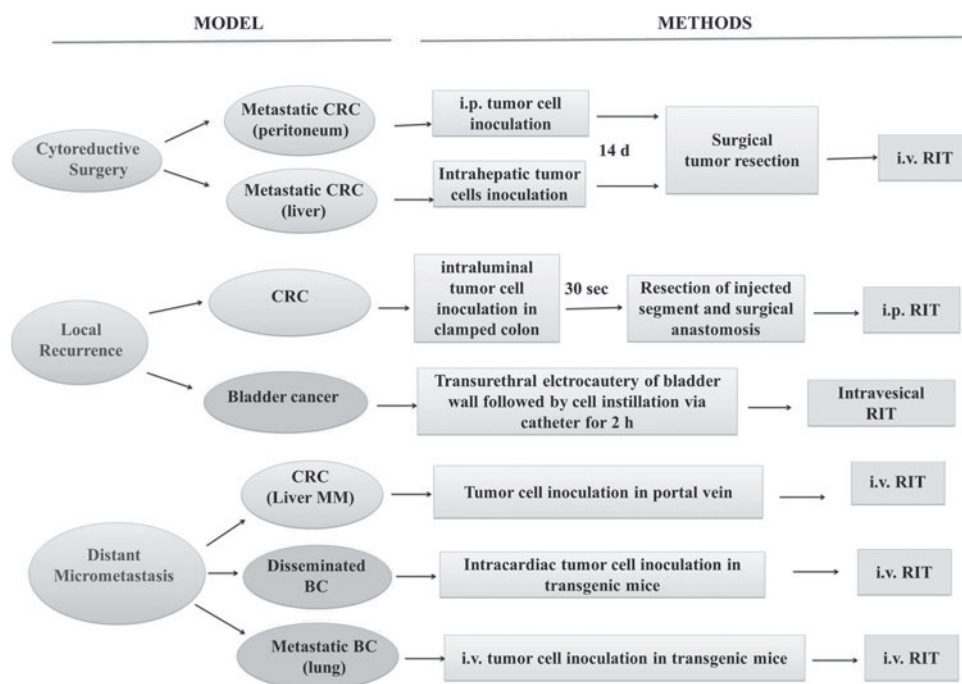 MODEL
METHODS
Cytoreductive
Surgery
Metastatic CRC
(peritoneum)
i.p. tumor cell
inoculation
Metastatic CRC
(liver)
Intrahepatic tumor
cells inoculation
14 d
Surgical
tumor resection
i.v. RIT
Local
Recurrence
CRC
intraluminal
tumor cell
inoculation in
clamped colon
30 sec
Resection of injected
segment and surgical
anastomosis
i.p. RIT
Bladder cancer
Transurethral elctrocautery of bladder
wall followed by cell instillation via
catheter for 2 h
Intravesical
RIT
Distant
Micrometastasis
CRC
(Liver MM)
Tumor cell inoculation in portal vein
i.v. RIT
Disseminated
BC
Intracardiac tumor cell inoculation in
transgenic mice
i.v. RIT
Metastatic BC
(lung)
i.v. tumor cell inoculation in transgenic mice
i.v. RIT